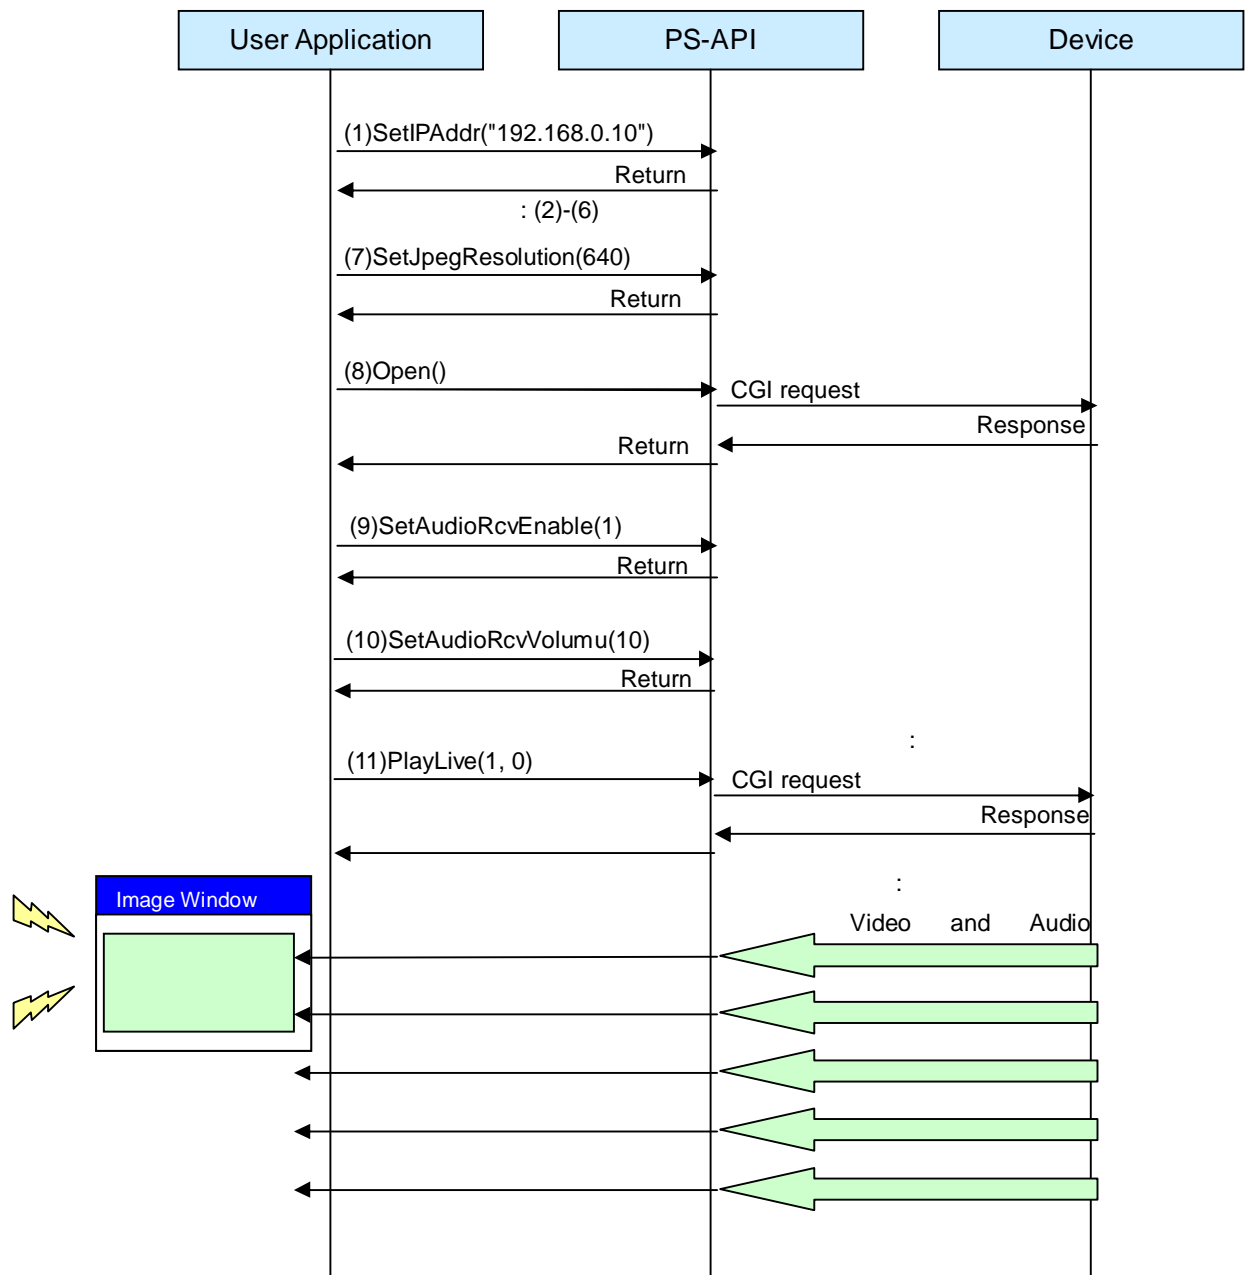 User Application
PS-API
Device
(1)SetIPAddr("192.168.0.10")
Return
: (2)-(6)
(7)SetJpegResolution(640)
Return
(8)Open()
CGI request
Response
Return
(9)SetAudioRcvEnable(1)
Return
(10)SetAudioRcvVolumu(10)
Return
:
(11)PlayLive(1, 0)
CGI request
Response
:
Image Window
Video and Audio